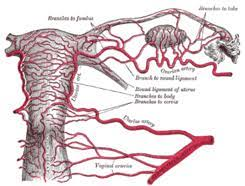 Branches to tube
Branches to fundus
Ovarian artery
Branch to round ligament
Round ligament of uterus
Branches to body
Branches to cervix
Uterine artery
Vaginal arteries